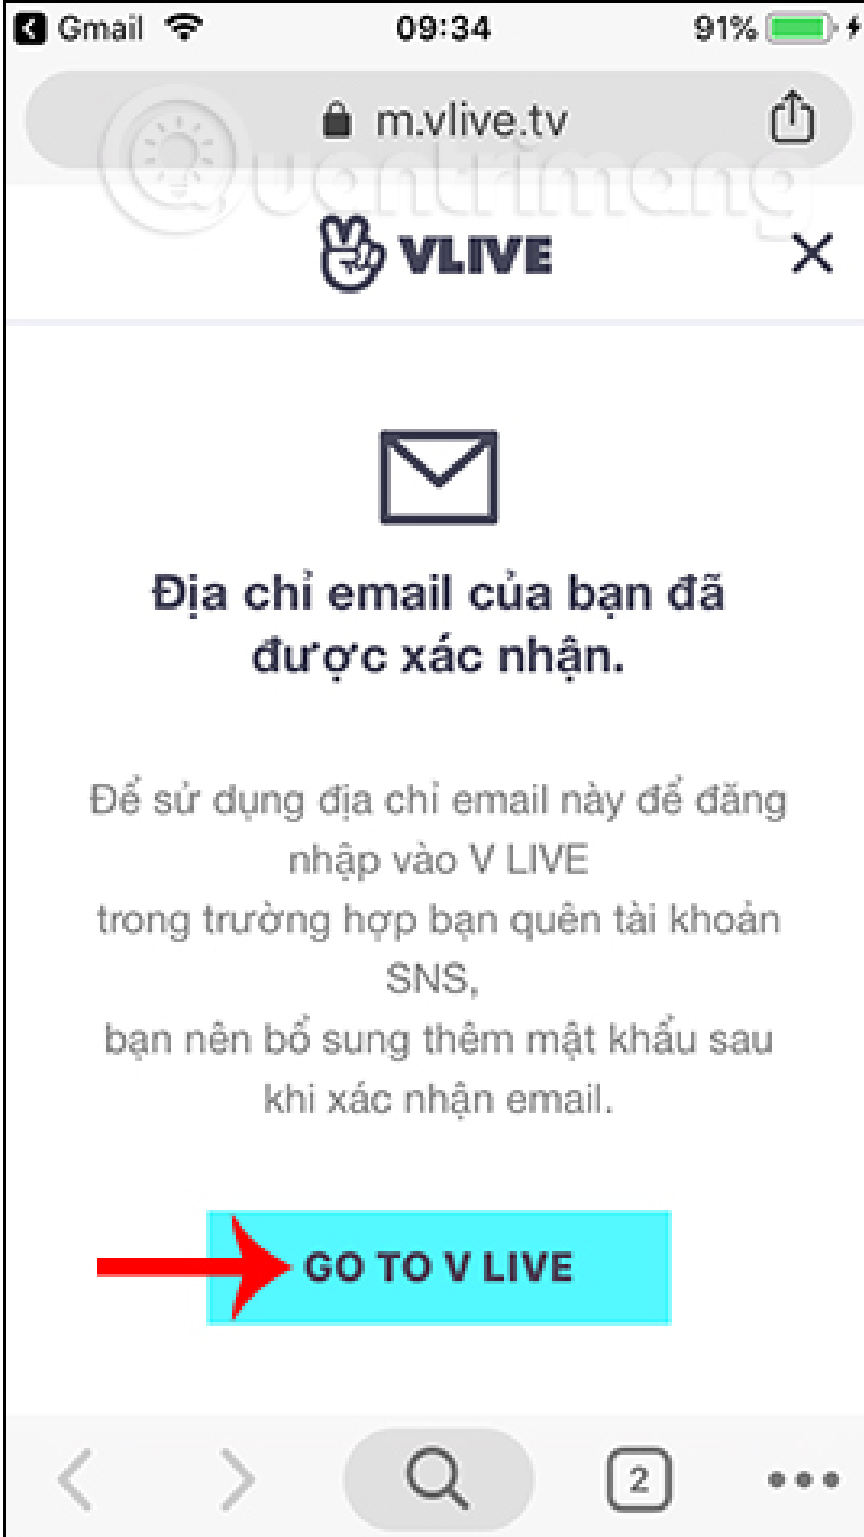 Gmail 09:34 91%
m.vlive.tv
Quantrimang
VLIVE
Địa chỉ email của bạn đã
được xác nhận.
Để sử dụng địa chỉ email này để đăng
nhập vào V LIVE
trong trường hợp bạn quên tài khoản
SNS,
bạn nên bổ sung thêm mật khẩu sau
khi xác nhận email.
GO TO V LIVE
2